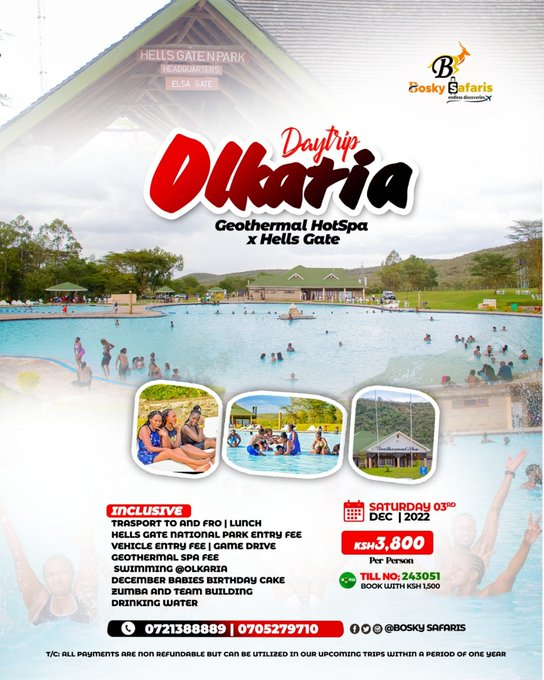 HELLS GATE N PARK
HEADQUARTERS
ELSA GATE
B
Bosky Safaris
endless discoveries
Daytrip
Olkaria
Geothermal HotSpa
x Hells Gate
Geothermal Spa
INCLUSIVE
TRASPORT TO AND FRO | LUNCH
HELLS GATE NATIONAL PARK ENTRY FEE
VEHICLE ENTRY FEE | GAME DRIVE
GEOTHERMAL SPA FEE
SWIMMING @OLKARIA
DECEMBER BABIES BIRTHDAY CAKE
ZUMBA AND TEAM BUILDING
DRINKING WATER
SATURDAY 03RD
DEC | 2022
KSH3,800
Per Person
TILL NO; 243051
BOOK WITH KSH 1,500
0721388889 | 0705279710
@BOSKY SAFARIS
T/C: ALL PAYMENTS ARE NON REFUNDABLE BUT CAN BE UTILIZED IN OUR UPCOMING TRIPS WITHIN A PERIOD OF ONE YEAR